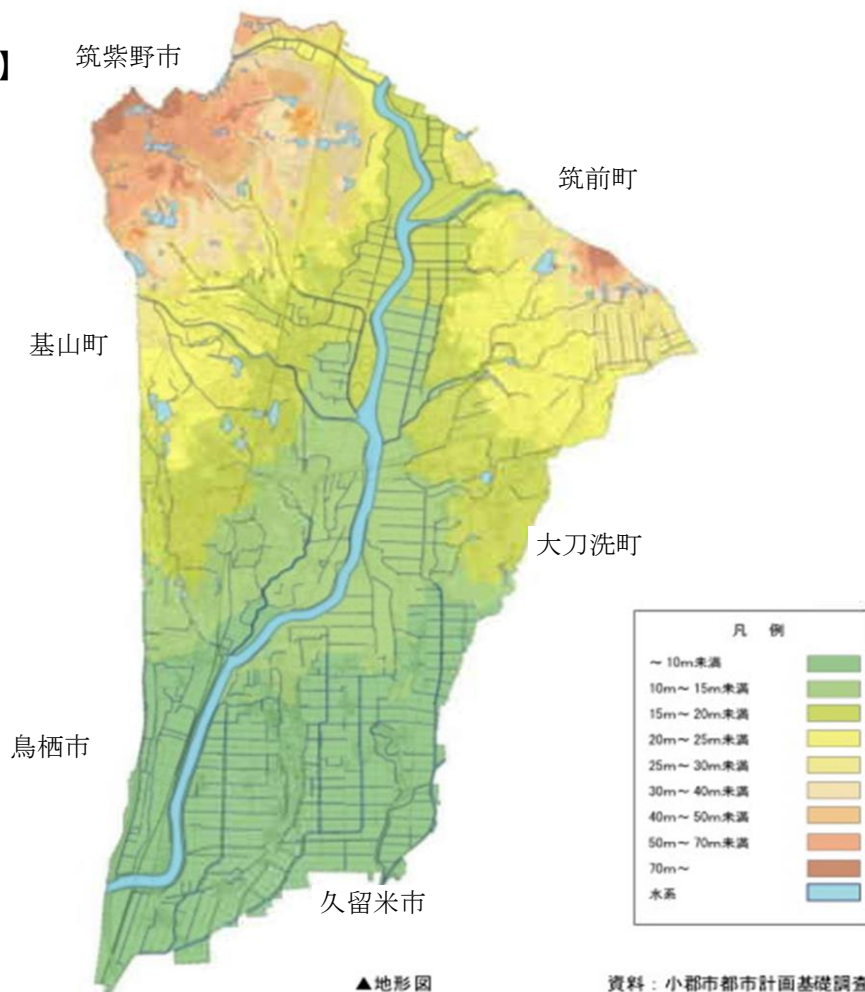 】
筑紫野市
筑前町
基山町
大刀洗町
鳥栖市
久留米市
凡 例
～ 10m未満
10m～ 15m未満
15m～ 20m未満
20m～ 25m未満
25m～ 30m未満
30m～ 40m未満
40m～ 50m未満
50m～ 70m未満
70m～
水系
▲地形図
資料：小郡市都市計画基礎調査